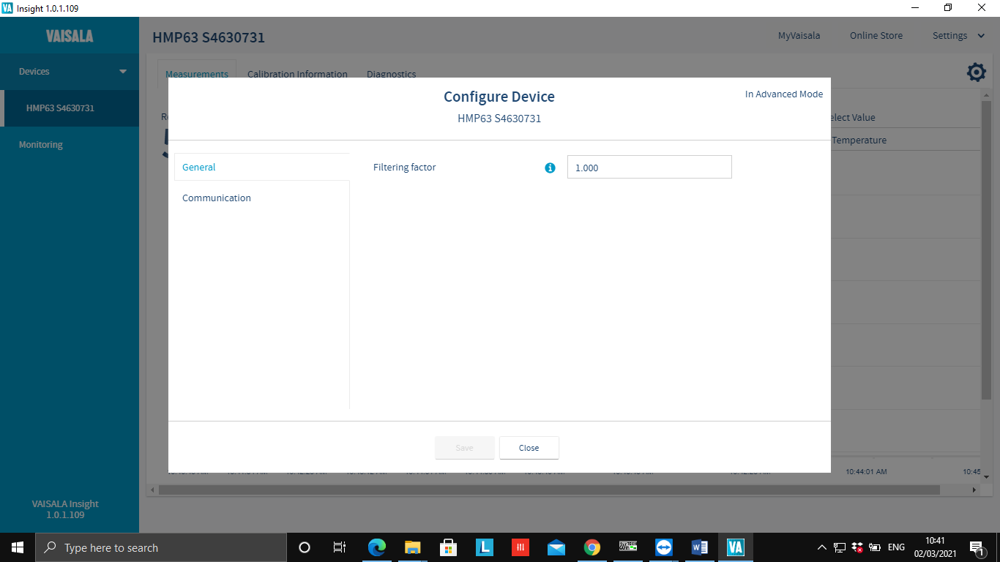 VA Insight 1.0.1.109
VAISALA
HMP63 S4630731
MyVaisala
Online Store
Settings
Devices
HMP63 S4630731
Monitoring
Measurements
Calibration Information
Diagnostics
Configure Device
In Advanced Mode
HMP63 S4630731
elect Value
Temperature
General
Filtering factor
1.000
Communication
Save
Close
10:44:01 AM
10:45
VAISALA Insight
1.0.1.109
Type here to search
L
W
VA
ENG
10:41
02/03/2021
1